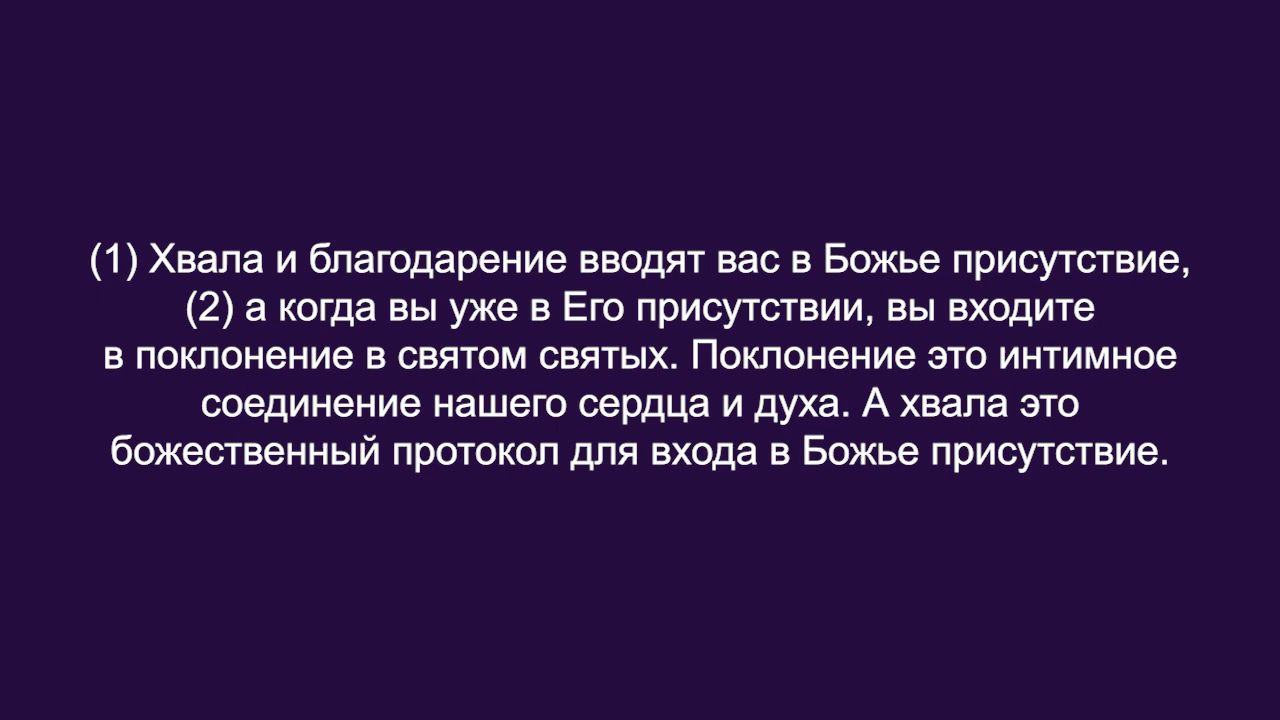 (1) Хвала и благодарение вводят вас в Божье присутствие,
(2) а когда вы уже в Его присутствии, вы входите
в поклонение в святом святых. Поклонение это интимное
соединение нашего сердца и духа. А хвала это
божественный протокол для входа в Божье присутствие.